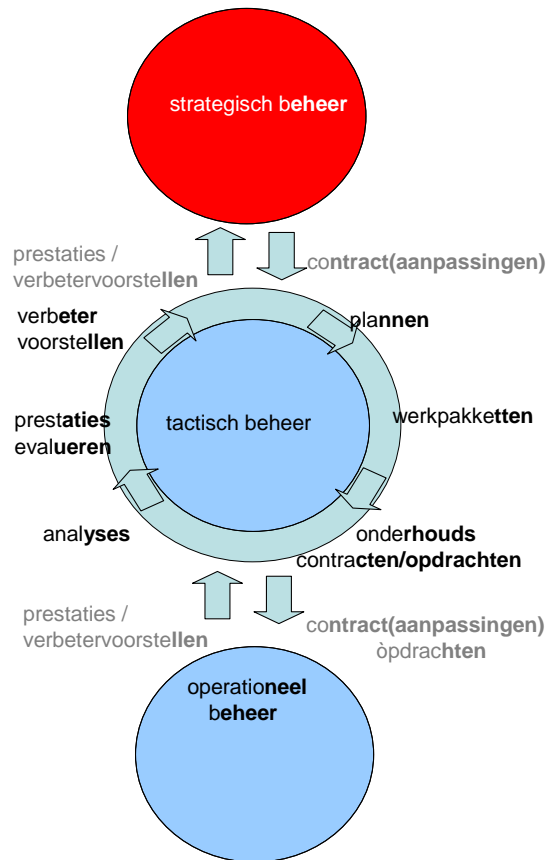 strategisch beheer
prestaties /
verbetervoorstellen
contract(aanpassingen)
verbeter
voorstellen
plannen
prestaties
evalueren
tactisch beheer
werkpakketten
analyses
onderhouds
contracten/opdrachten
prestaties /
verbetervoorstellen
contract(aanpassingen)
òpdrachten
operationeel
beheer